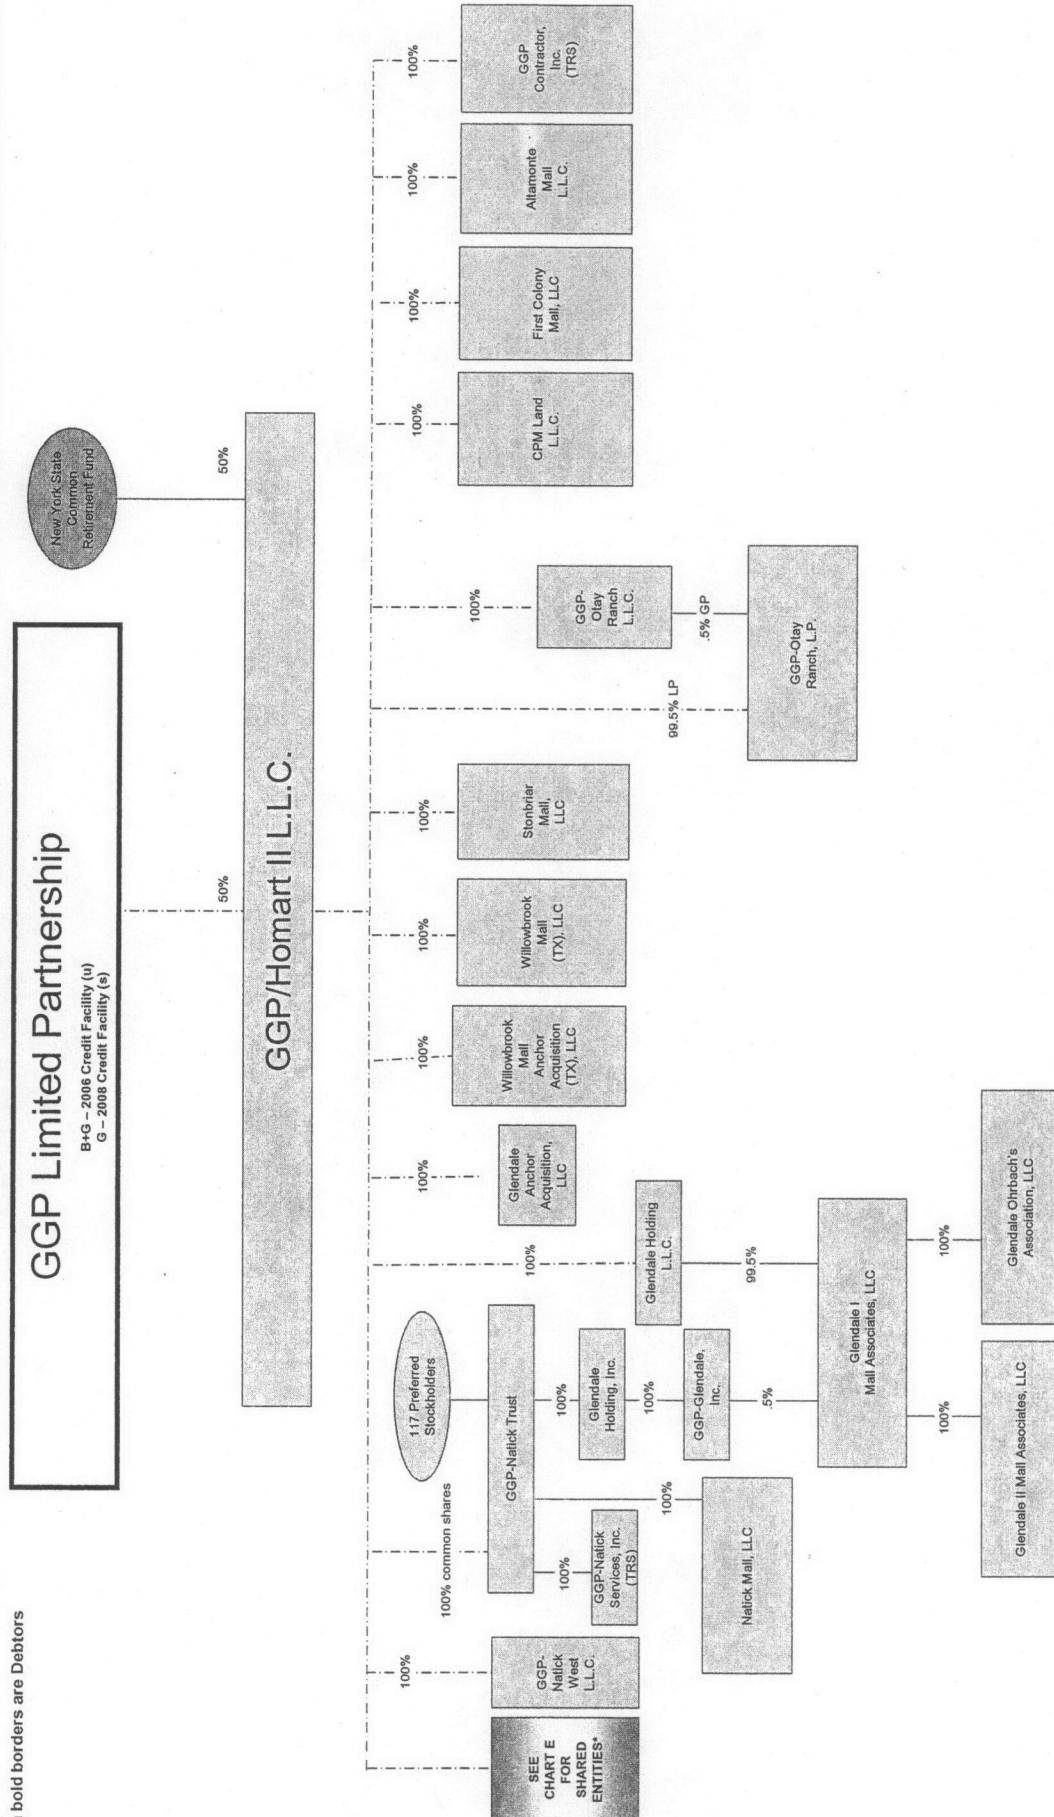 bold borders are Debtors
GGP Limited Partnership
B+G – 2006 Credit Facility (u)
G – 2008 Credit Facility (s)
New York State
Common
Retirement Fund
50%
50%
GGP/Homart II L.L.C.
SEE
CHART E
FOR
SHARED
ENTITIES*
100%
GGP-
Natick
West
L.L.C.
100% common shares
117 Preferred
Stockholders
GGP-Natick Trust
100%
GGP-Natick
Services, Inc.
(TRS)
100%
Natick Mall, LLC
100%
Glendale
Holding, Inc.
100%
GGP-Glendale,
Inc.
.5%
100%
Glendale Holding
L.L.C.
99.5%
Glendale I
Mall Associates, LLC
100%
Glendale II Mall Associates, LLC
100%
Glendale Ohrbach's
Association, LLC
100%
Glendale
Anchor
Acquisition,
LLC
100%
Willowbrook
Mall
Anchor
Acquisition
(TX), LLC
100%
Willowbrook
Mall
(TX), LLC
100%
Stonbriar
Mall,
LLC
99.5% LP
100%
GGP-
Otay
Ranch
L.L.C.
.5% GP
GGP-Otay
Ranch, L.P.
100%
CPM Land
L.L.C.
100%
First Colony
Mall, LLC
100%
Altamonte
Mall
L.L.C.
100%
GGP
Contractor,
Inc.
(TRS)